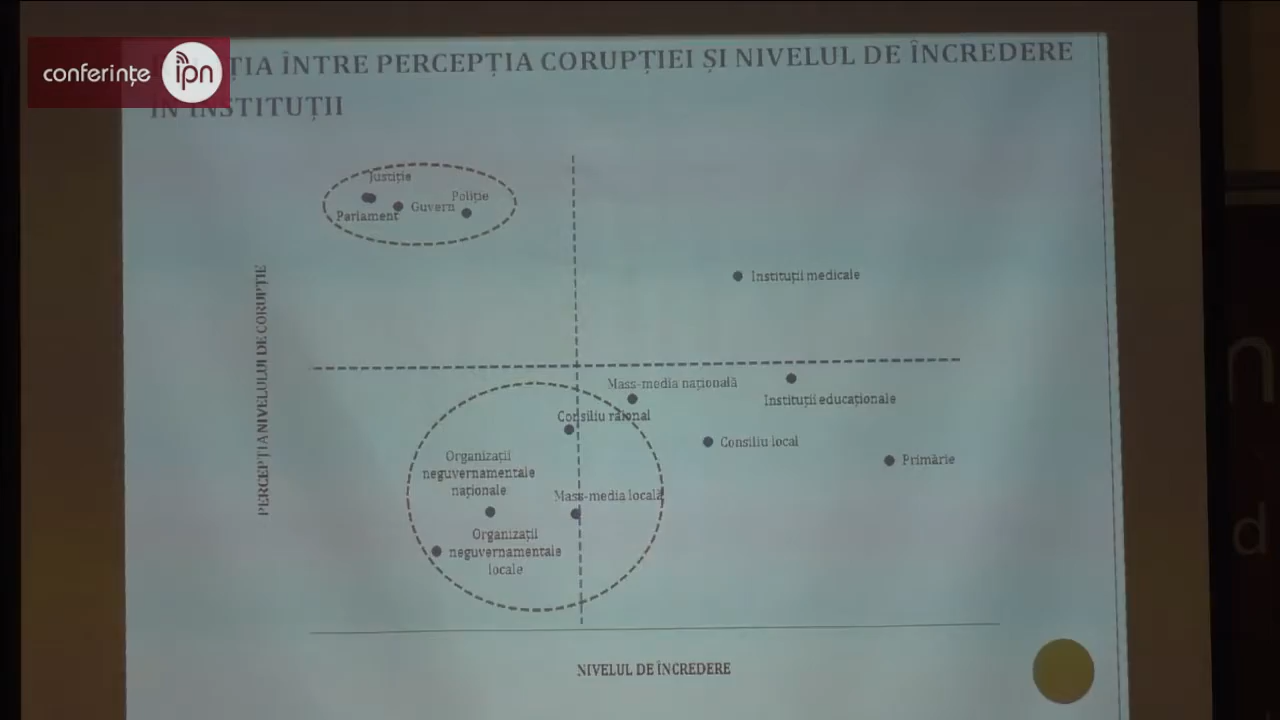 conferințe ipn
ȚIA ÎNTRE PERCEPȚIA CORUPȚIEI ȘI NIVELUL DE ÎNCREDERE
ÎN INSTITUȚII
Justiție
Poliție
Guvern
Parlament
Instituții medicale
PERCEPȚIA NIVELULUI DE CORUPȚIE
Mass-media națională
Instituții educaționale
Consiliu raional
Consiliu local
Primărie
Organizații
neguvernamentale
naționale
Mass-media locală
Organizații
neguvernamentale
locale
NIVELUL DE ÎNCREDERE
n
d